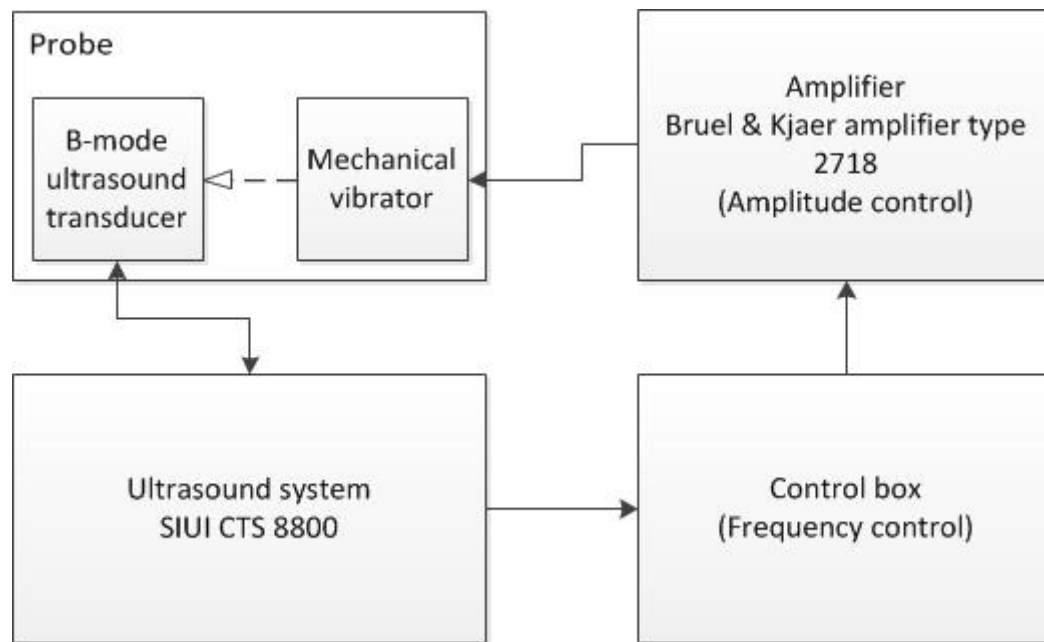 Probe
B-mode
ultrasound
transducer
Mechanical
vibrator
Amplifier
Bruel & Kjaer amplifier type
2718
(Amplitude control)
Ultrasound system
SIUI CTS 8800
Control box
(Frequency control)